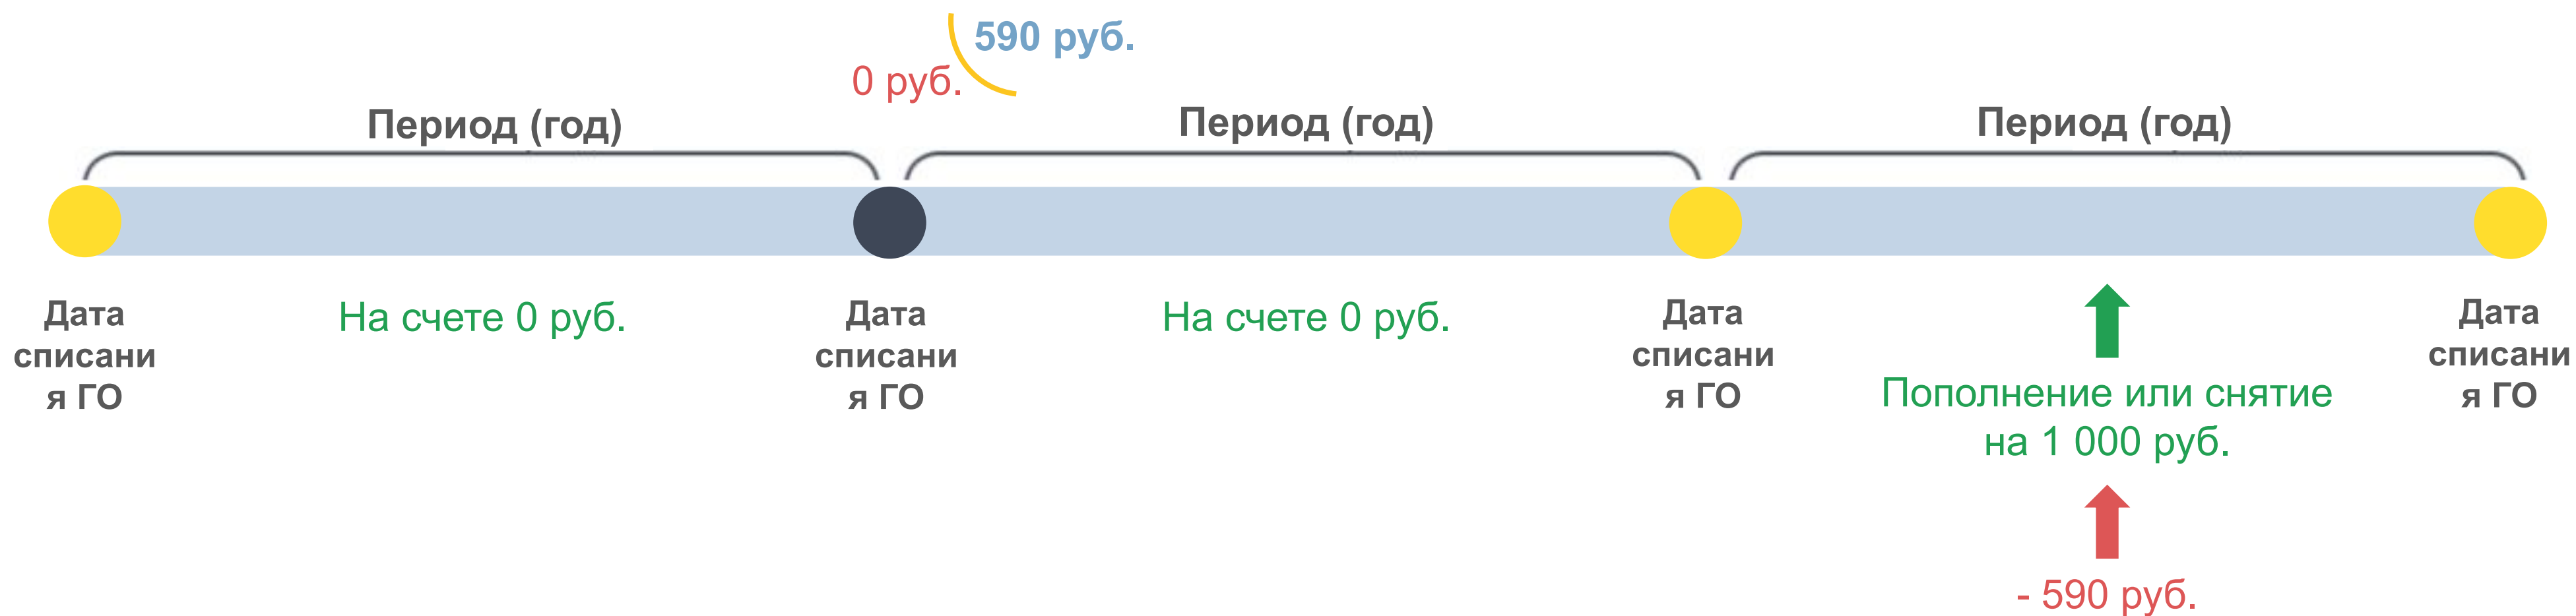 590 руб.
0 руб.
Период (год)
Период (год)
Период (год)
Дата
списани
я ГО
На счете 0 руб.
Дата
списани
я ГО
На счете 0 руб.
Дата
списани
я ГО
Пополнение или снятие
на 1 000 руб.
- 590 руб.
Дата
списани
я ГО